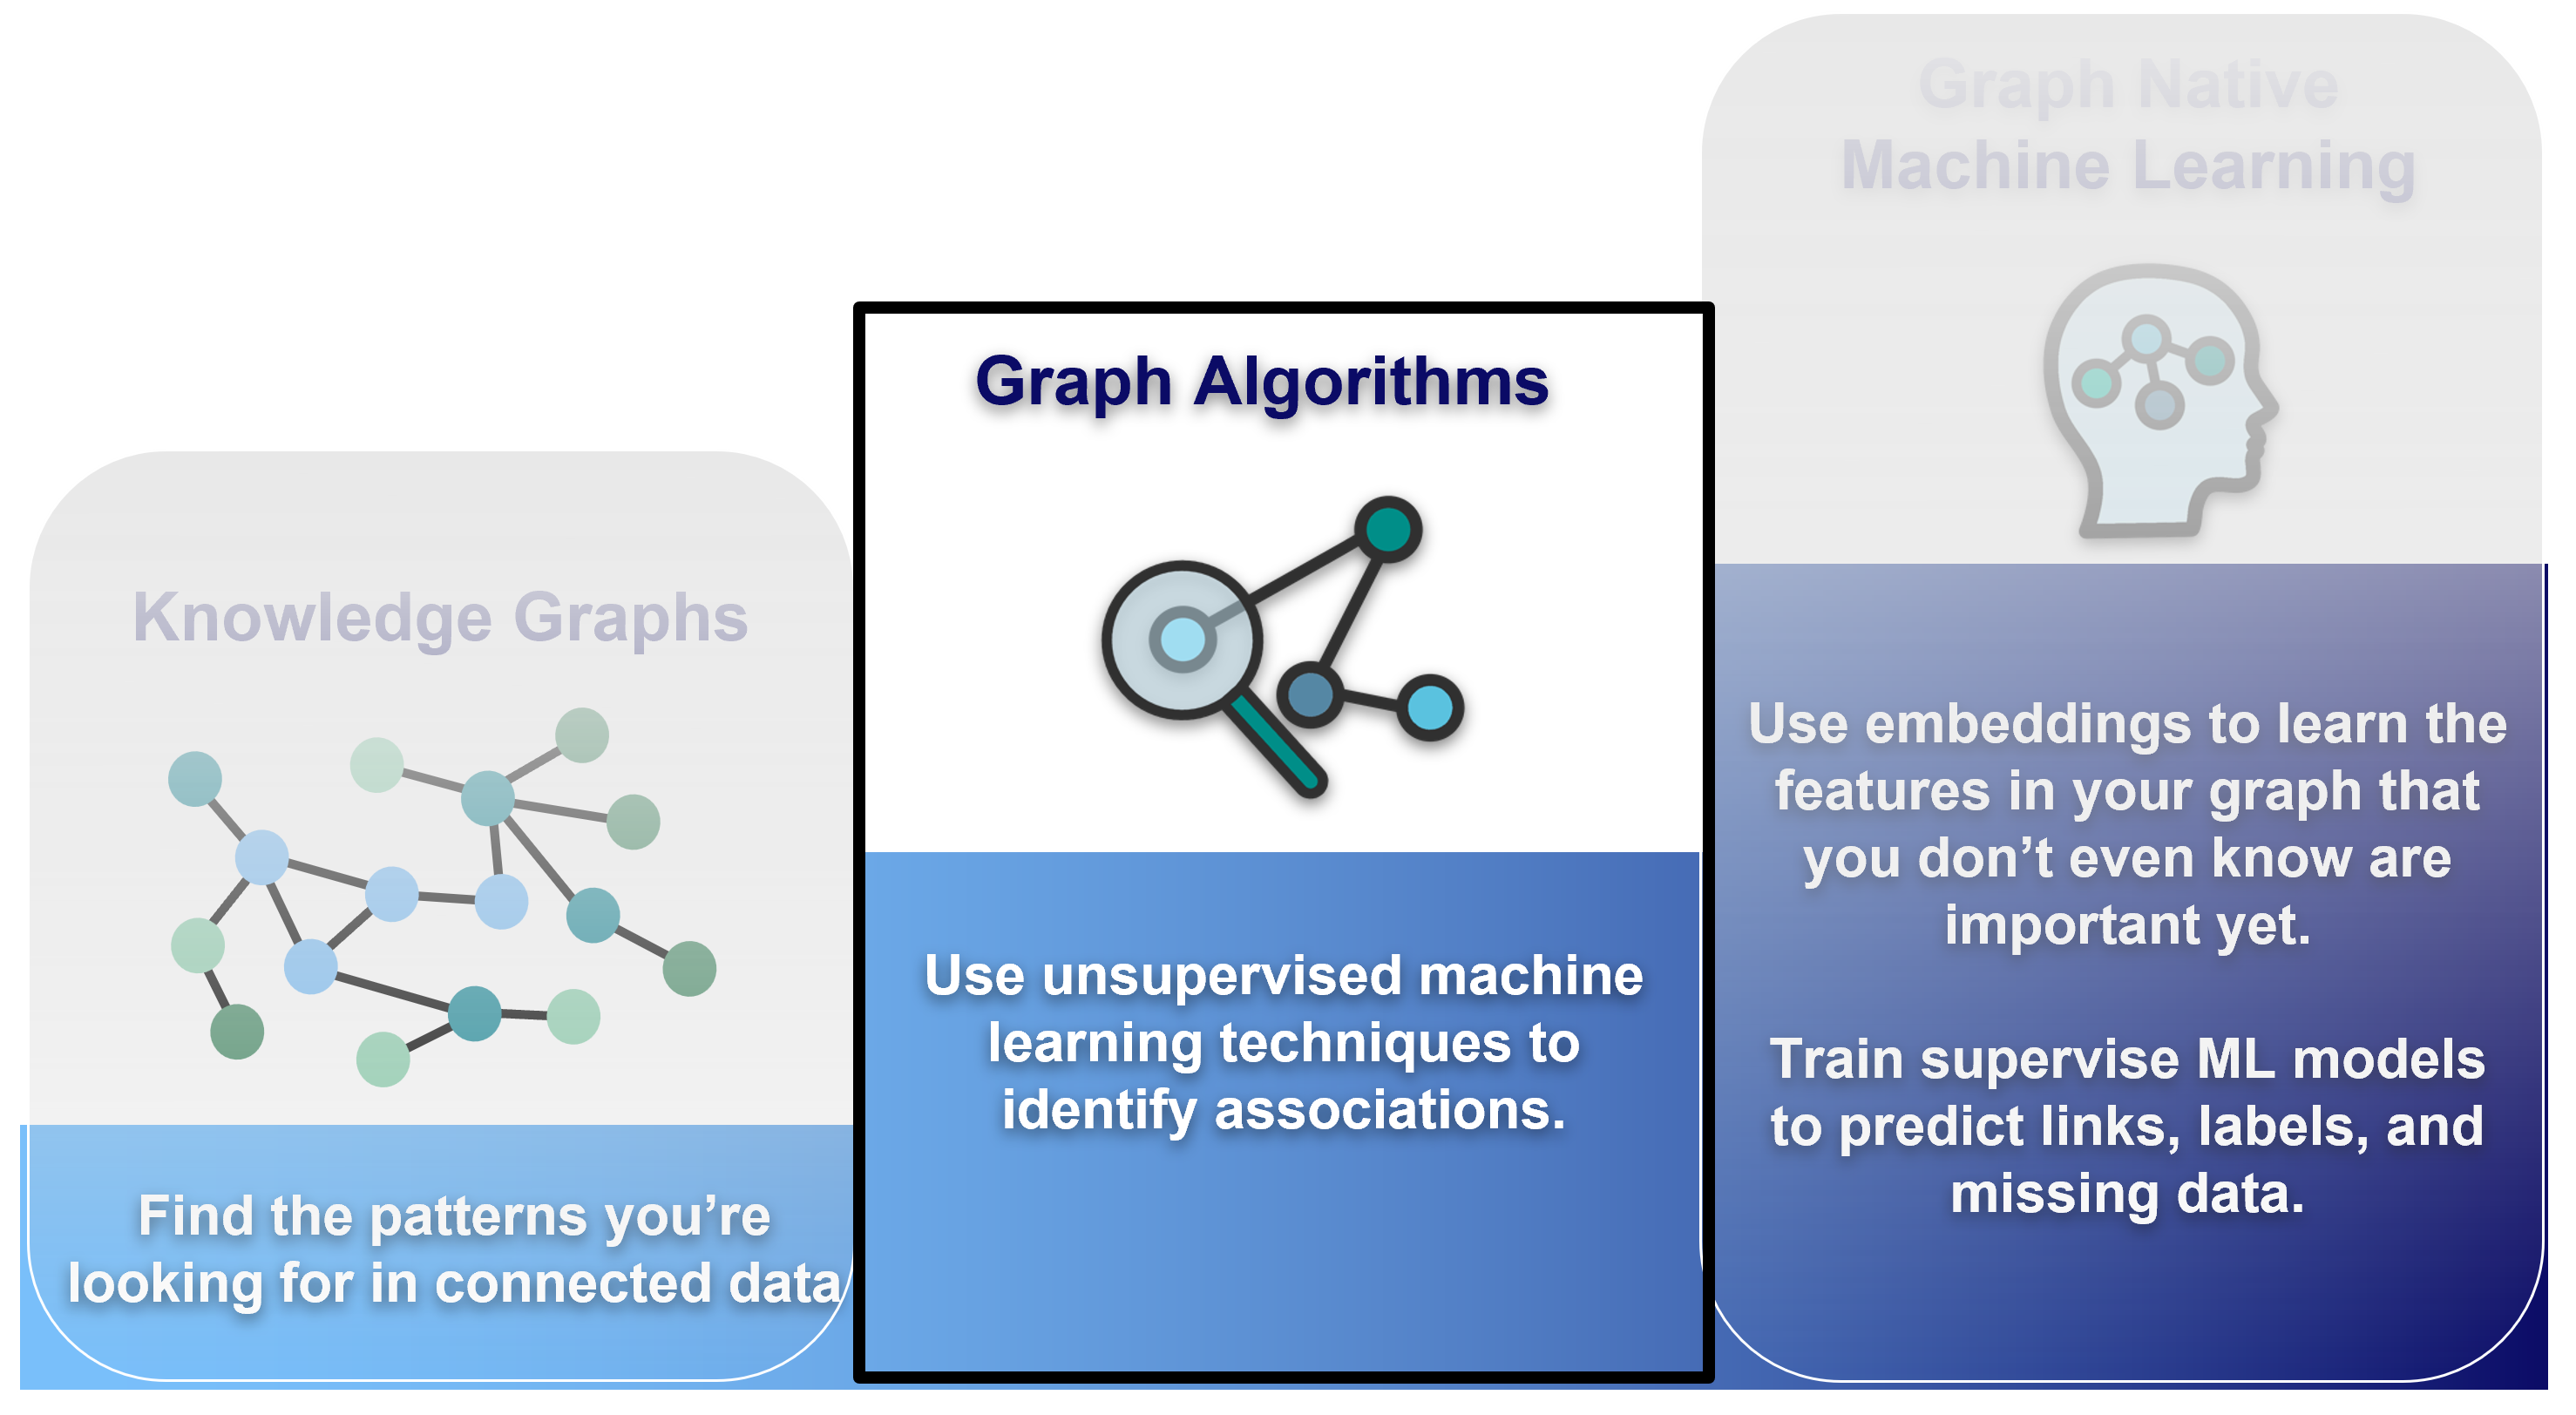 Knowledge Graphs
Find the patterns you’re
looking for in connected data
Graph Algorithms
Use unsupervised machine
learning techniques to
identify associations.
Graph Native
Machine Learning
Use embeddings to learn the
features in your graph that
you don’t even know are
important yet.
Train supervise ML models
to predict links, labels, and
missing data.